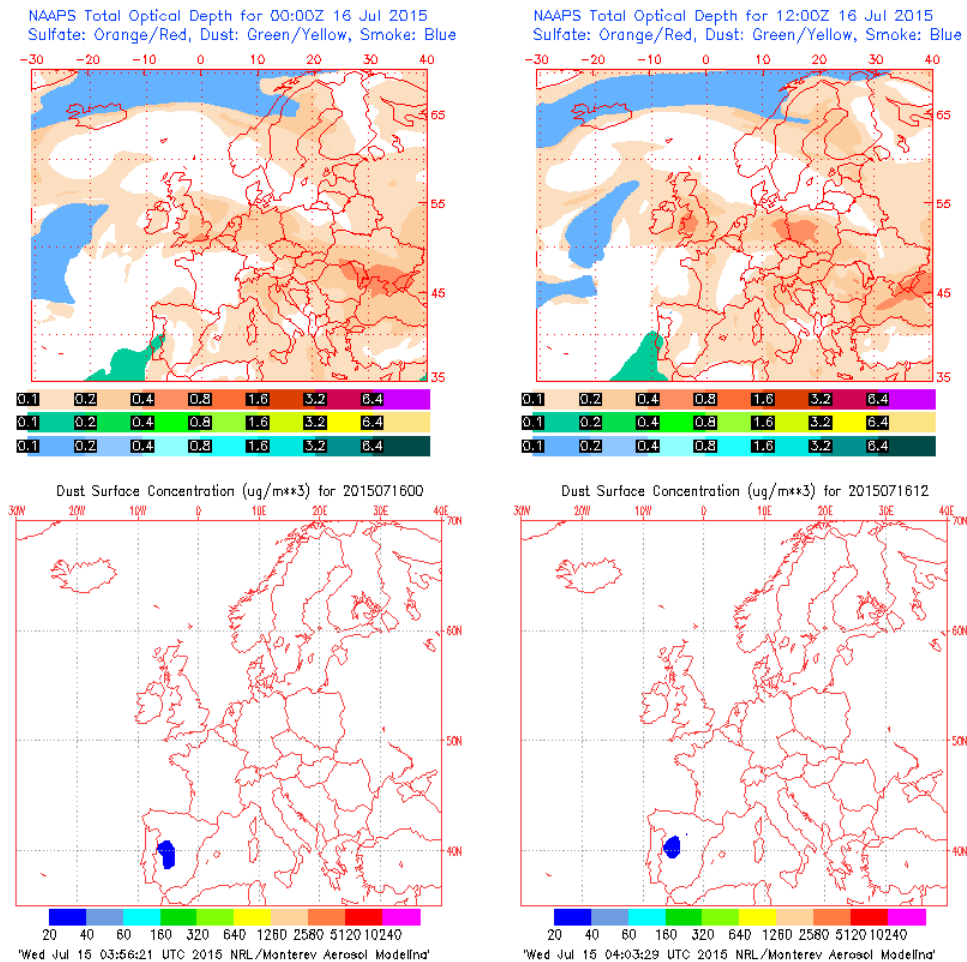 NAAPS Total Optical Depth for 00:00Z 16 Jul 2015
Sulfate: Orange/Red, Dust: Green/Yellow, Smoke: Blue
-30 -20 -10 0 10 20 30 40
65
55
45
35
0.1 0.2 0.4 0.8 1.6 3.2 6.4
0.1 0.2 0.4 0.8 1.6 3.2 6.4
0.1 0.2 0.4 0.8 1.6 3.2 6.4
NAAPS Total Optical Depth for 12:00Z 16 Jul 2015
Sulfate: Orange/Red, Dust: Green/Yellow, Smoke: Blue
-30 -20 -10 0 10 20 30 40
65
55
45
35
0.1 0.2 0.4 0.8 1.6 3.2 6.4
0.1 0.2 0.4 0.8 1.6 3.2 6.4
0.1 0.2 0.4 0.8 1.6 3.2 6.4
Dust Surface Concentration (ug/m**3) for 2015071600
30W 20W 10W 0 10E 20E 30E 40E
70N
60N
50N
40N
20 40 60 160 320 640 1260 2580 5120 10240
'Wed Jul 15 03:56:21 UTC 2015 NRL/Monterey Aerosol Modeling'
Dust Surface Concentration (ug/m**3) for 2015071612
30W 20W 10W 0 10E 20E 30E 40E
70N
60N
50N
40N
20 40 60 160 320 640 1260 2580 5120 10240
'Wed Jul 15 04:03:29 UTC 2015 NRL/Monterey Aerosol Modeling'